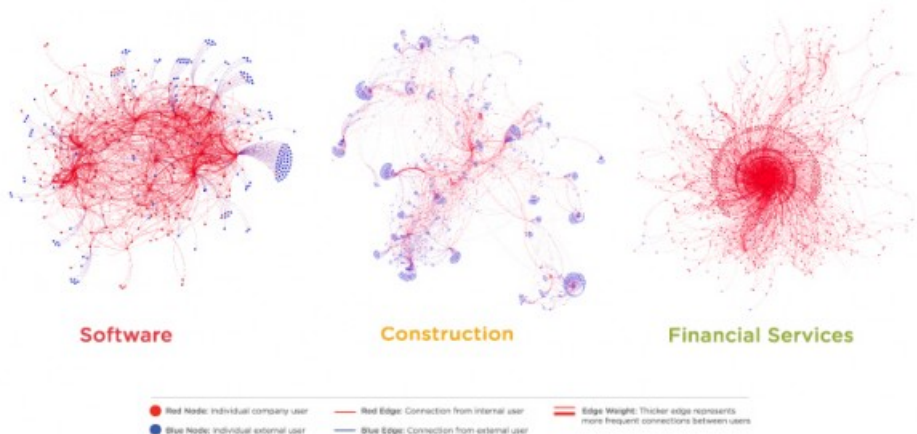 Software
Construction
Financial Services
Red Node: Individual company user
Red Edge: Connection from internal user
Edge Weight: Thicker edge represents
more frequent connections between users
Blue Node: Individual external user
Blue Edge: Connection from external user